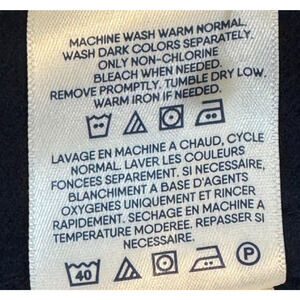 MACHINE WASH WARM NORMAL.
WASH DARK COLORS SEPARATELY.
ONLY NON-CHLORINE
BLEACH WHEN NEEDED.
REMOVE PROMPTLY. TUMBLE DRY LOW.
WARM IRON IF NEEDED.
LAVAGE EN MACHINE A CHAUD, CYCLE
NORMAL. LAVER LES COULEURS
FONCEES SEPAREMENT. SI NECESSAIRE,
BLANCHIMENT A BASE D'AGENTS
OXYGENES UNIQUEMENT ET RINCER
RAPIDEMENT. SECHAGE EN MACHINE A
TEMPERATURE MODEREE. REPASSER SI
NECESSAIRE.
40 P